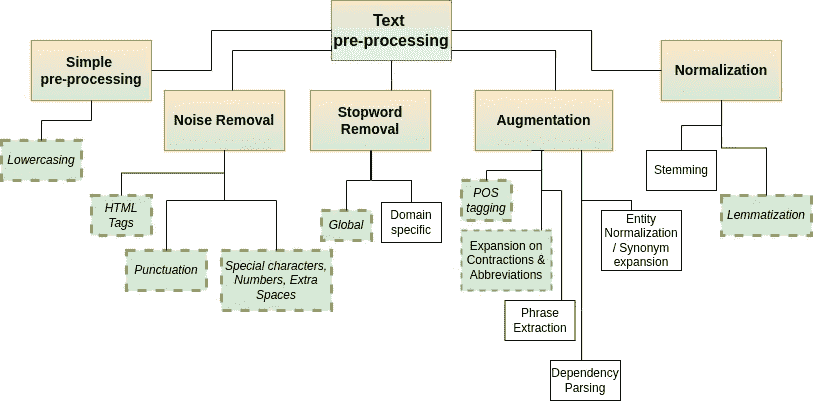 Text
pre-processing
Simple
pre-processing
Normalization
Noise Removal
Stopword
Removal
Augmentation
Lowercasing
Stemming
HTML
Tags
Global
Domain
specific
POS
tagging
Entity
Normalization
/ Synonym
expansion
Lemmatization
Punctuation
Special characters,
Numbers, Extra
Spaces
Expansion on
Contractions &
Abbreviations
Phrase
Extraction
Dependency
Parsing